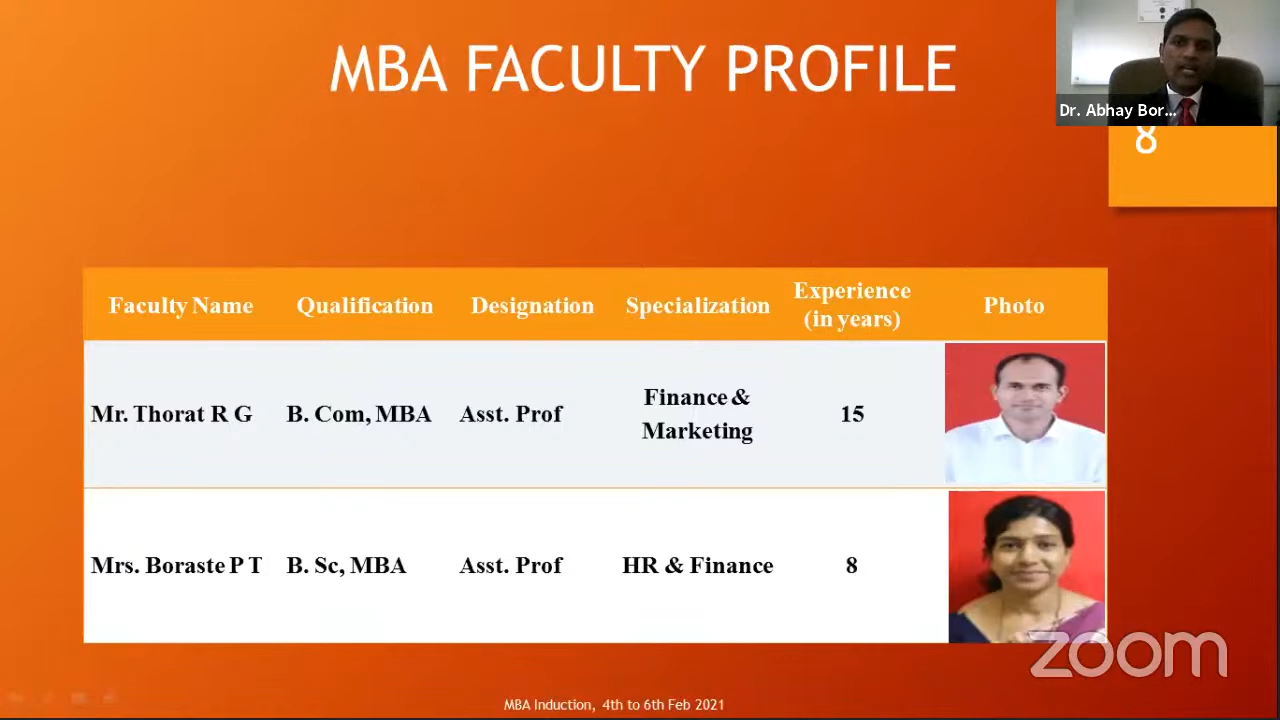 MBA FACULTY PROFILE
Dr. Abhay Bor...
8
Faculty Name Qualification Designation Specialization Experience (in years) Photo
Mr. Thorat R G B. Com, MBA Asst. Prof Finance & Marketing 15
Mrs. Boraste P T B. Sc, MBA Asst. Prof HR & Finance 8
zoom
MBA Induction, 4th to 6th Feb 2021